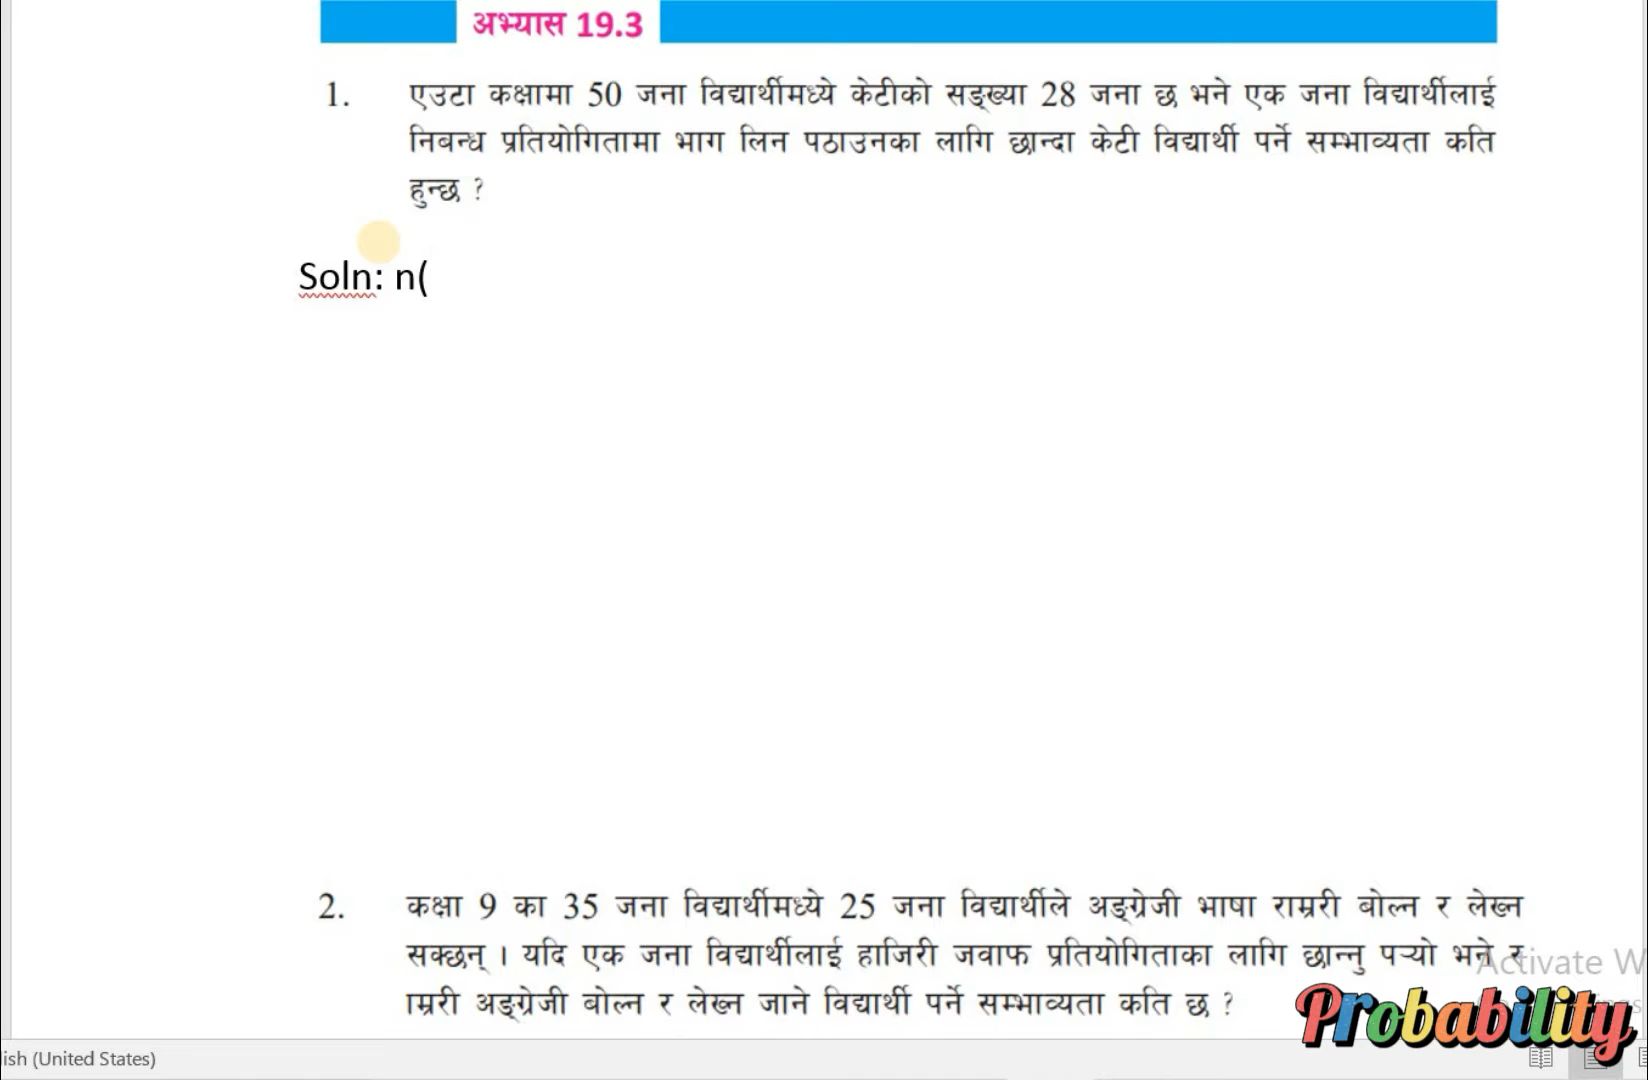 अभ्यास 19.3
1. एउटा कक्षामा 50 जना विद्यार्थीमध्ये केटीको सङ्ख्या 28 जना छ भने एक जना विद्यार्थीलाई
निबन्ध प्रतियोगितामा भाग लिन पठाउनका लागि छान्दा केटी विद्यार्थी पर्ने सम्भाव्यता कति
हुन्छ ?
Soln: n(
2. कक्षा 9 का 35 जना विद्यार्थीमध्ये 25 जना विद्यार्थीले अङ्ग्रेजी भाषा राम्ररी बोल्न र लेख्न
सक्छन् । यदि एक जना विद्यार्थीलाई हाजिरी जवाफ प्रतियोगिताका लागि छान्नु पऱ्यो भने र
ाम्ररी अङ्ग्रेजी बोल्न र लेख्न जाने विद्यार्थी पर्ने सम्भाव्यता कति छ ?
Activate W
Probability
ish (United States)